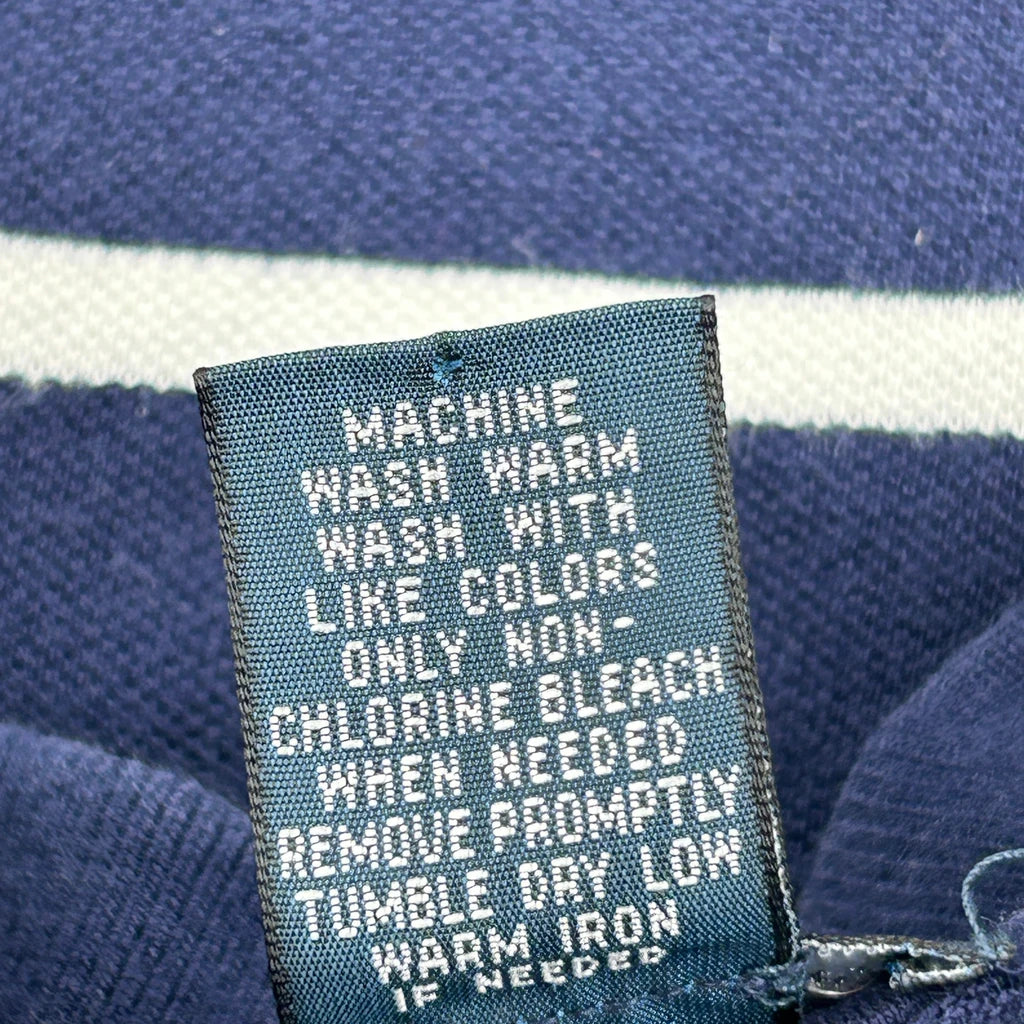 MACHINE
WASH WARM
WASH WITH
LIKE COLORS
ONLY NON-
CHLORINE BLEACH
WHEN NEEDED
REMOVE PROMPTLY
TUMBLE DRY LOW
WARM IRON
IF NEEDED